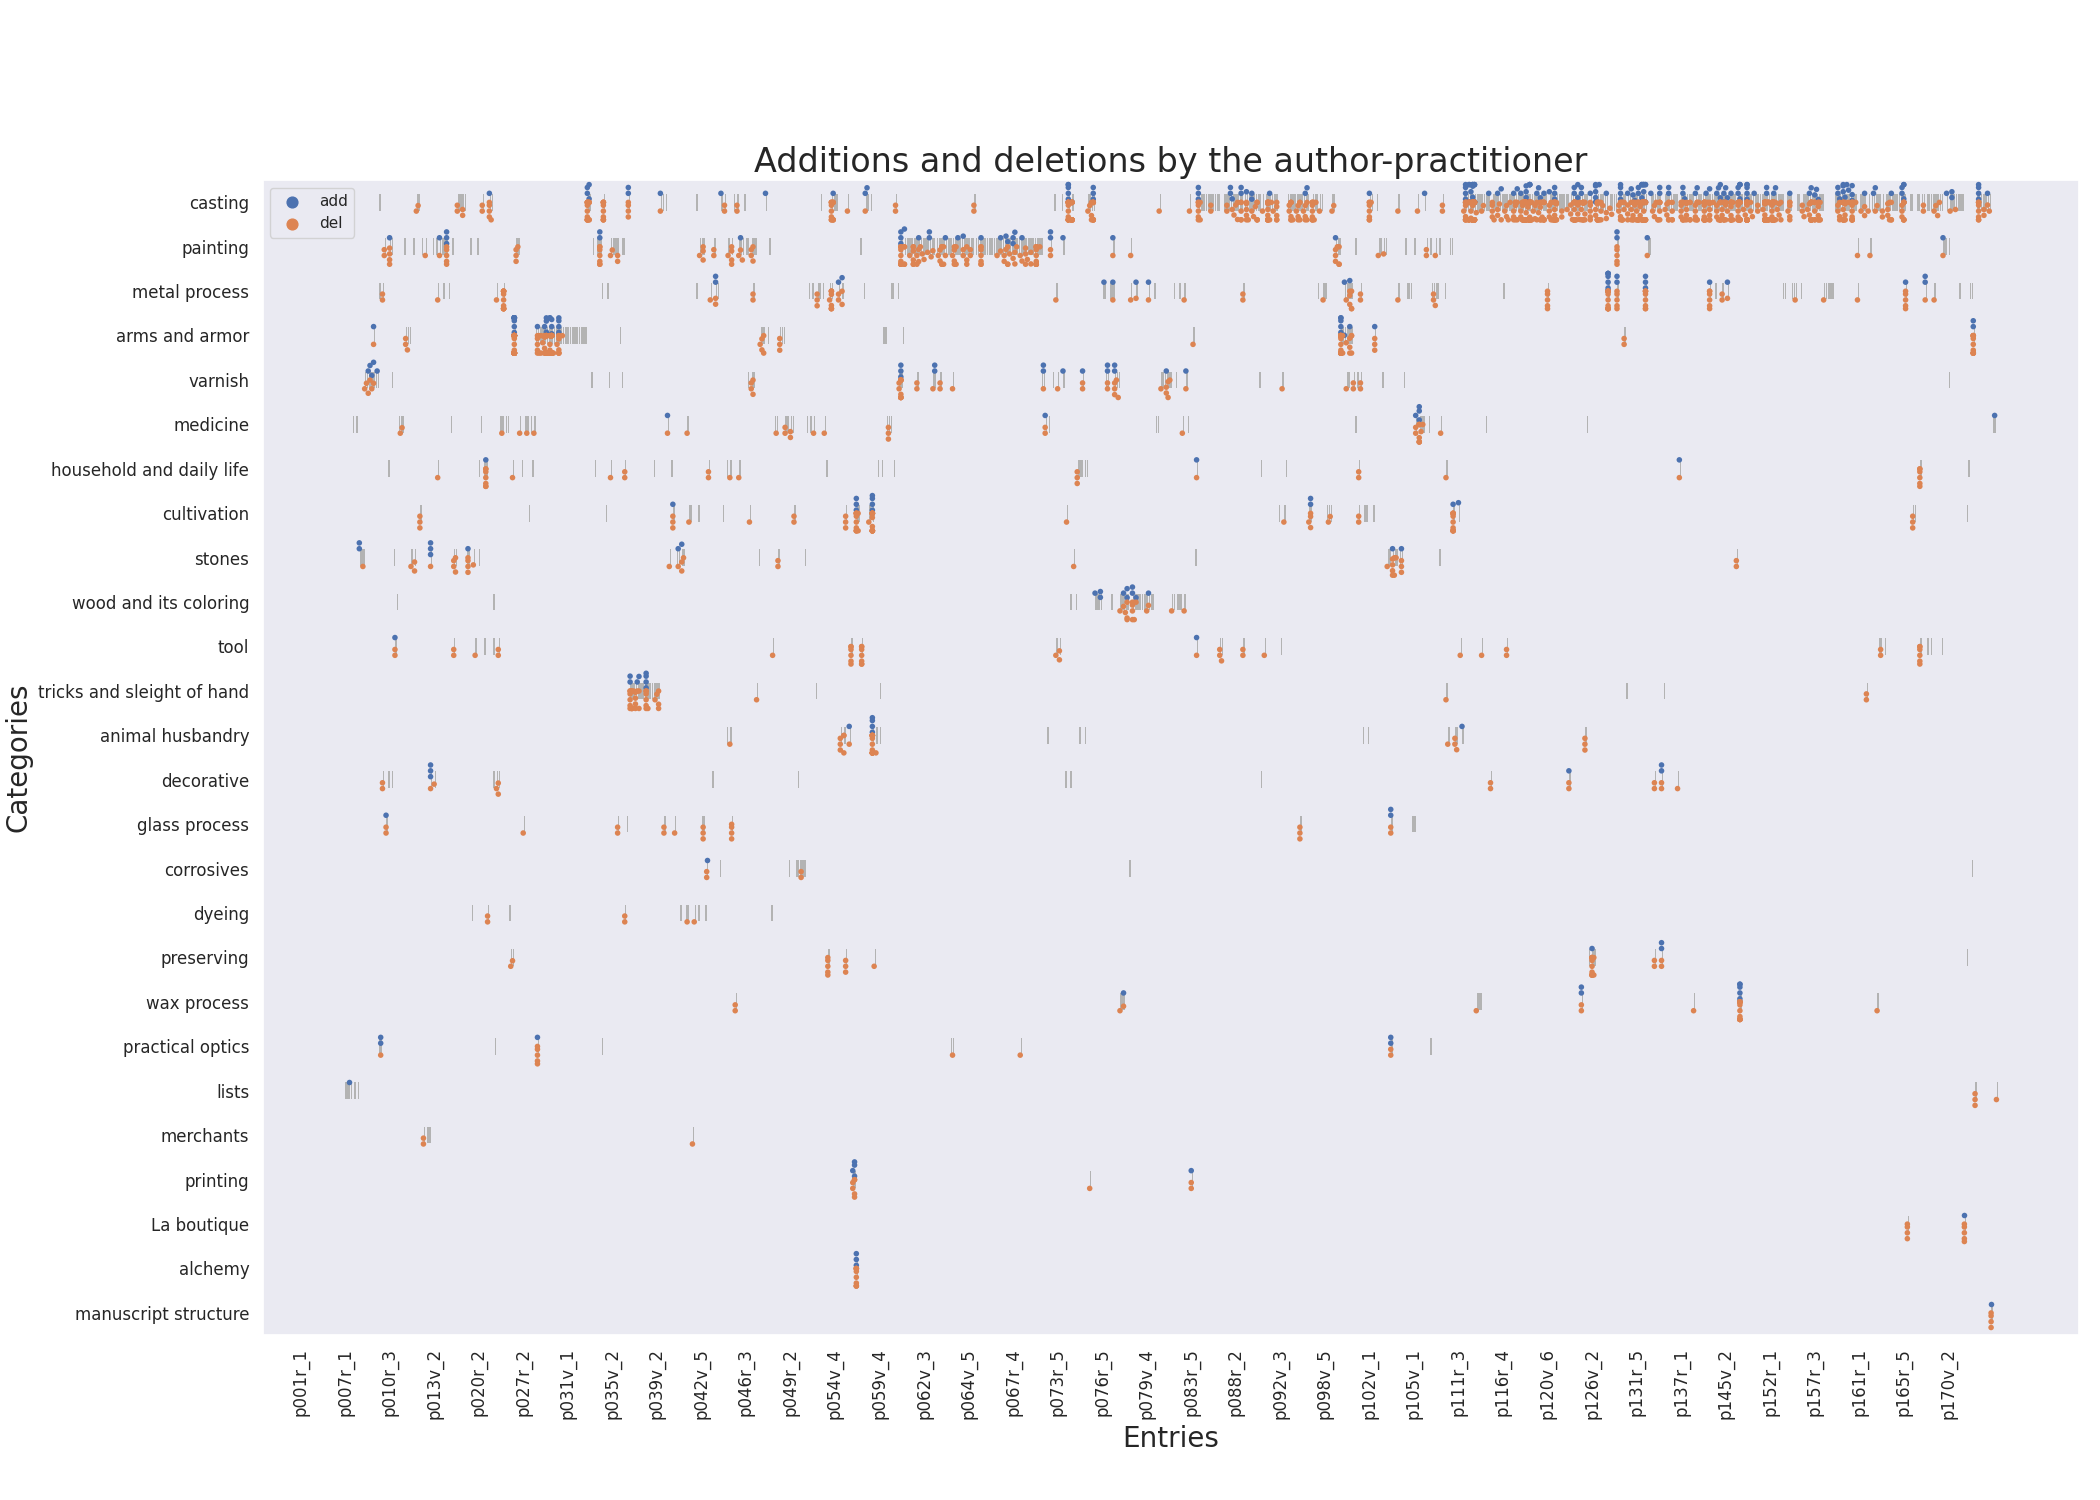 Additions and deletions by the author-practitioner
add
del
casting
painting
metal process
arms and armor
varnish
medicine
household and daily life
cultivation
stones
wood and its coloring
tool
tricks and sleight of hand
animal husbandry
decorative
glass process
corrosives
dyeing
preserving
wax process
practical optics
lists
merchants
printing
La boutique
alchemy
manuscript structure
Categories
p001r_1
p007r_1
p010r_3
p013v_2
p020r_2
p027r_2
p031v_1
p035v_2
p039v_2
p042v_5
p046r_3
p049r_2
p054v_4
p059v_4
p062v_3
p064v_5
p067r_4
p073r_5
p076r_5
p079v_4
p083r_5
p088r_2
p092v_3
p098v_5
p102v_1
p105v_1
p111r_3
p116r_4
p120v_6
p126v_2
p131r_5
p137r_1
p145v_2
p152r_1
p157r_3
p161r_1
p165r_5
p170v_2
Entries